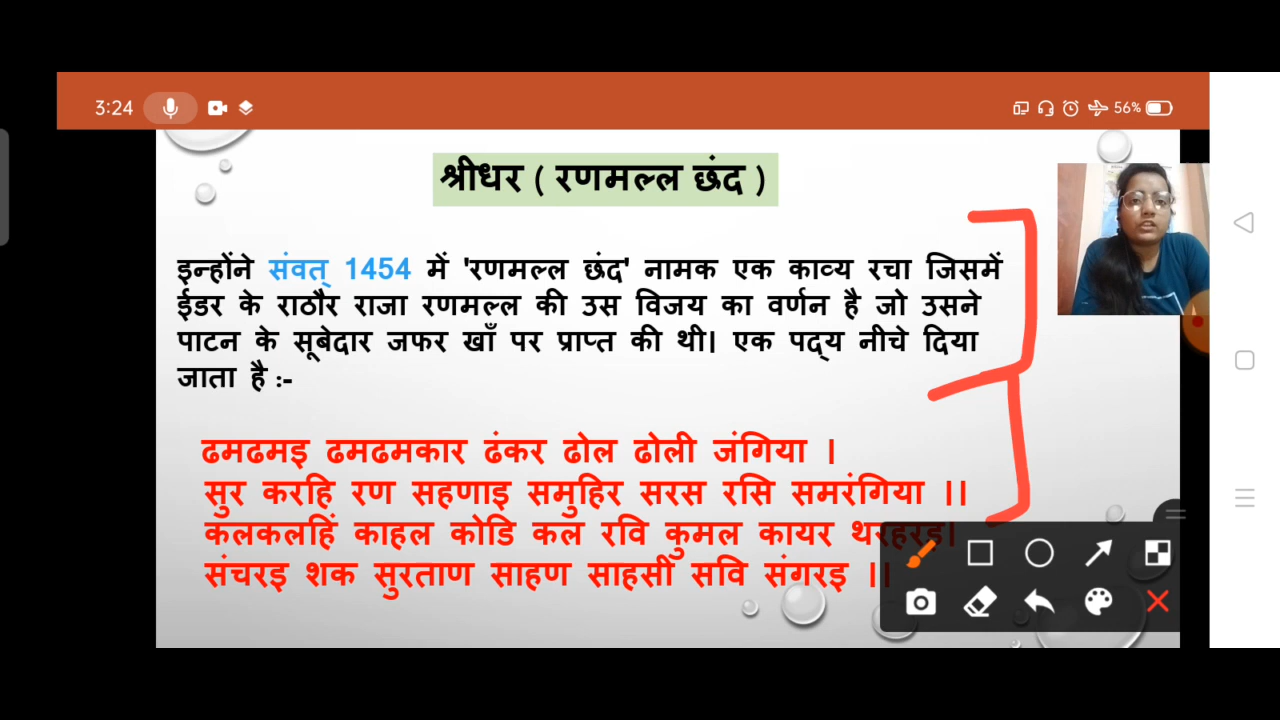 3:24
56%
श्रीधर ( रणमल्ल छंद )
इन्होंने संवत् 1454 में 'रणमल्ल छंद' नामक एक काव्य रचा जिसमें
ईडर के राठौर राजा रणमल्ल की उस विजय का वर्णन है जो उसने
पाटन के सूबेदार जफर खाँ पर प्राप्त की थी। एक पद्य नीचे दिया
जाता है :-
ढमढमइ ढमढमकार ढंकर ढोल ढोली जंगिया ।
सुर करहि रण सहणाइ समुहिर सरस रसि समरंगिया ।।
कलकलहिं काहल कोडि कल रवि कुमल कायर थरहरइ।
संचरइ शक सुरताण साहण साहसी सवि संगरइ ।।